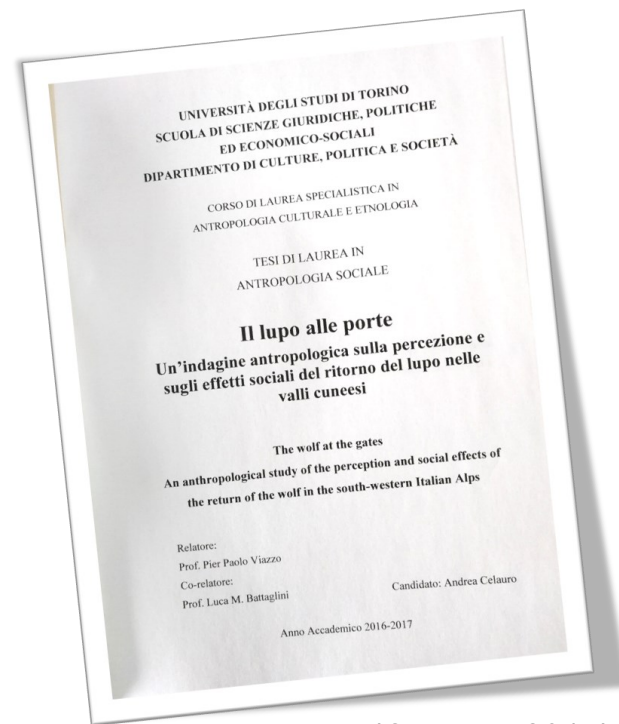 UNIVERSITÀ DEGLI STUDI DI TORINO
SCUOLA DI SCIENZE GIURIDICHE, POLITICHE
ED ECONOMICO-SOCIALI
DIPARTIMENTO DI CULTURE, POLITICA E SOCIETÀ
CORSO DI LAUREA SPECIALISTICA IN
ANTROPOLOGIA CULTURALE E ETNOLOGIA
TESI DI LAUREA IN
ANTROPOLOGIA SOCIALE
Il lupo alle porte
Un'indagine antropologica sulla percezione e
sugli effetti sociali del ritorno del lupo nelle
valli cuneesi
The wolf at the gates
An anthropological study of the perception and social effects of
the return of the wolf in the south-western Italian Alps
Relatore:
Prof. Pier Paolo Viazzo
Co-relatore:
Prof. Luca M. Battaglini
Candidato: Andrea Celauro
Anno Accademico 2016-2017